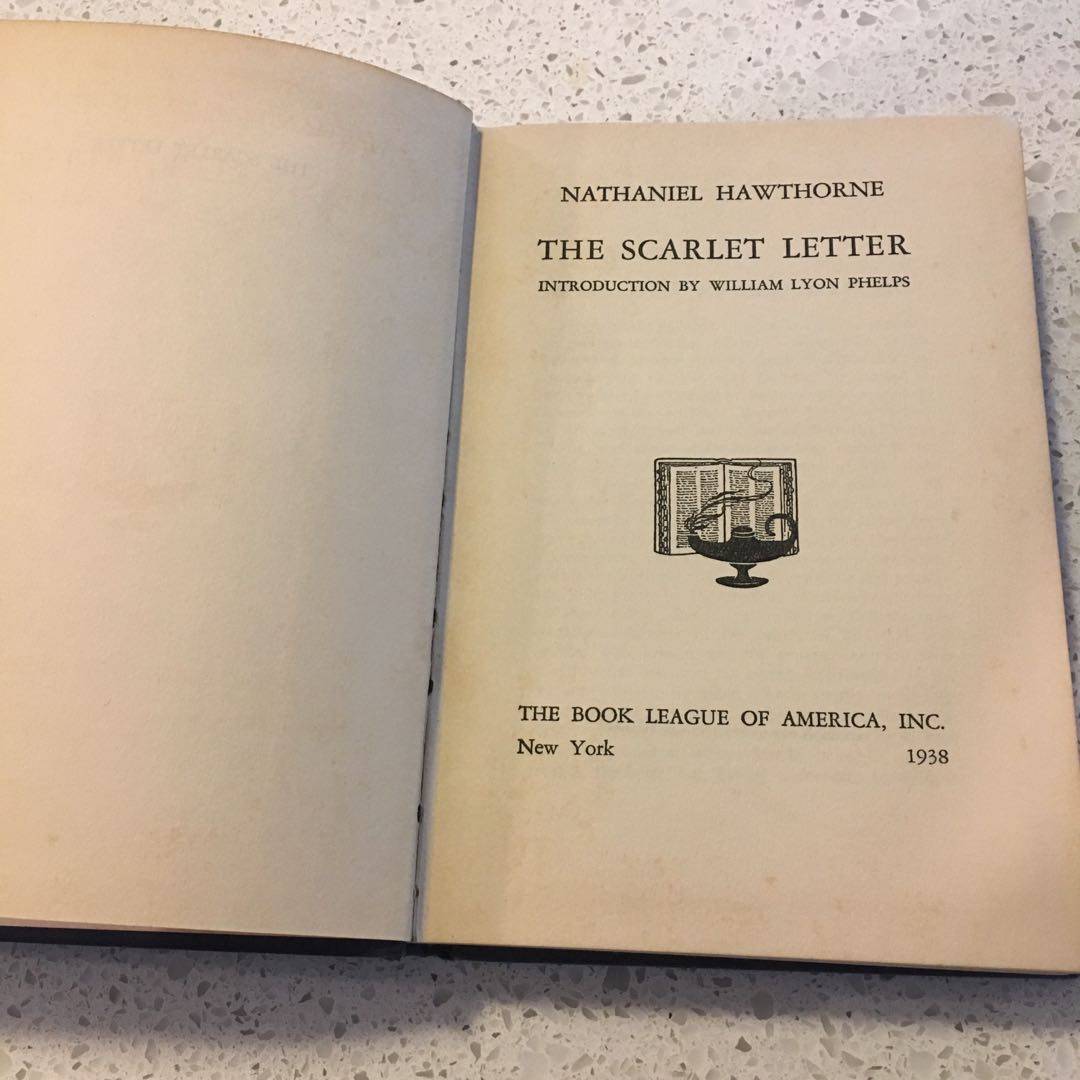 NATHANIEL HAWTHORNE
THE SCARLET LETTER
INTRODUCTION BY WILLIAM LYON PHELPS
THE BOOK LEAGUE OF AMERICA, INC.
New York 1938